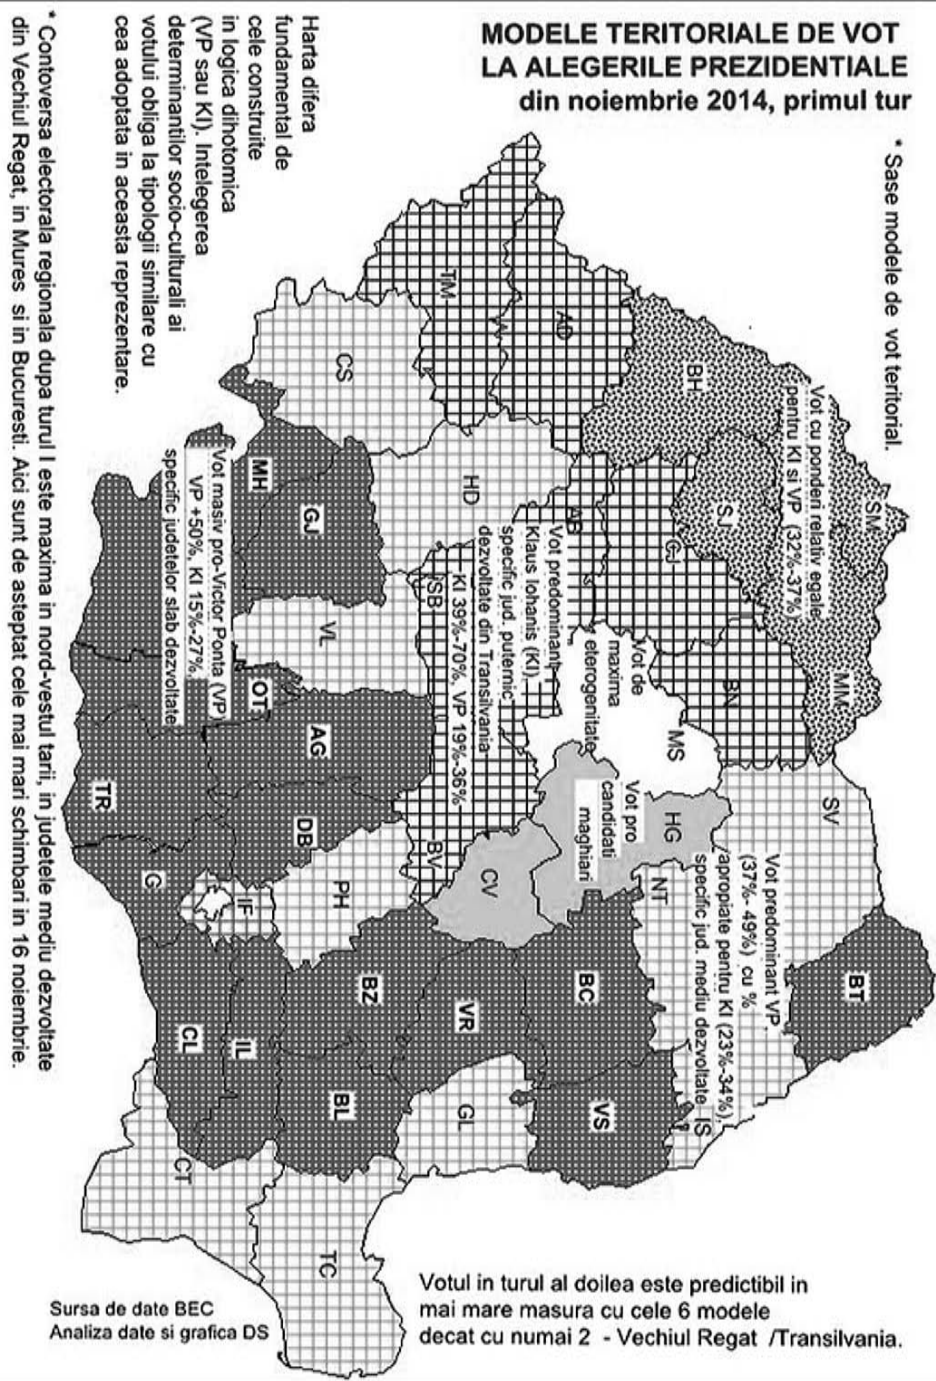 MODELE TERITORIALE DE VOT
LA ALEGERILE PREZIDENTIALE
din noiembrie 2014, primul tur
* Sase modele de vot teritorial.
Harta difera
fundamental de
cele construite
in logica dihotomica
(VP sau KI). Intelegerea
determinantilor socio-culturali ai
votului obliga la tipologii similare cu
cea adoptata in aceasta reprezentare.
* Contoversa electorala regionala dupa turul I este maxima in nord-vestul tarii, in judetele mediu dezvoltate
din Vechiul Regat, in Mures si in Bucuresti. Aici sunt de asteptat cele mai mari schimbari in 16 noiembrie.
Vot cu ponderi relativ egale
pentru KI si VP (32%-37%)
SM
MM
BH
SJ
AD
TM
CS
HD
AB
CJ
BN
MS
SV
BT
Vot de
maxima
eterogenitate
Vot predominant
Klaus Iohanis (KI),
specific jud. puternic
dezvoltate din Transilvania
KI 39%-70%, VP 19%-36%
SB
BV
Vot pro
candidati
maghiari
HG
CV
Vot predominant VP
(37%- 49%) cu %
apropiate pentru KI (23%-34%),
specific jud. mediu dezvoltate
IS
NT
BC
VS
VR
GL
BZ
BL
PH
IF
IL
CL
CT
TC
Vot masiv pro-Victor Ponta (VP)
VP +50%, KI 15%-27%,
specific judetelor slab dezvoltate
MH
GJ
VL
OT
AG
DB
TR
G
Votul in turul al doilea este predictibil in
mai mare masura cu cele 6 modele
decat cu numai 2 - Vechiul Regat /Transilvania.
Sursa de date BEC
Analiza date si grafica DS